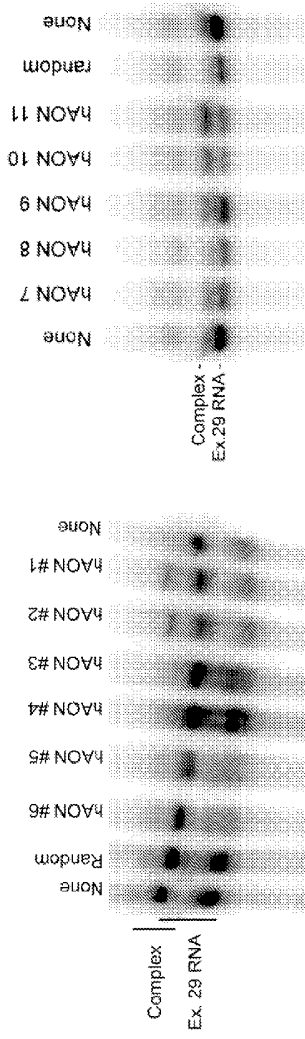 None
random
hAON 11
hAON 10
hAON 9
hAON 8
hAON 7
None
Complex -
Ex.29 RNA -
None
hAON #1
hAON #2
hAON #3
hAON #4
hAON #5
hAON #6
Random
None
Complex
Ex. 29 RNA